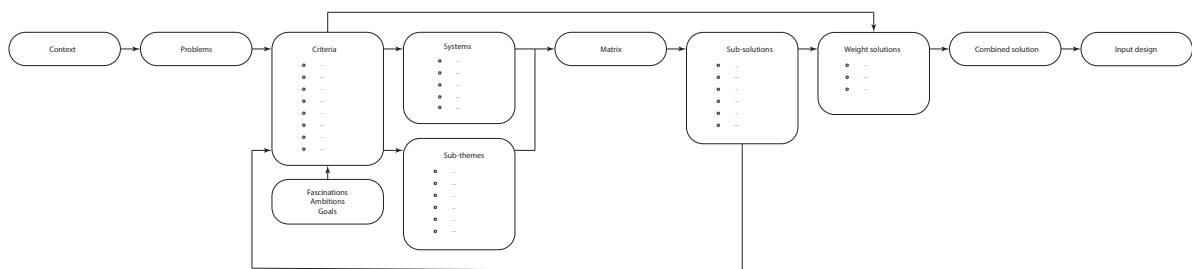 Context
Problems
Criteria
Systems
Matrix
Sub-solutions
Weight solutions
Combined solution
Input design
Sub-themes
Fascinations
Ambitions
Goals